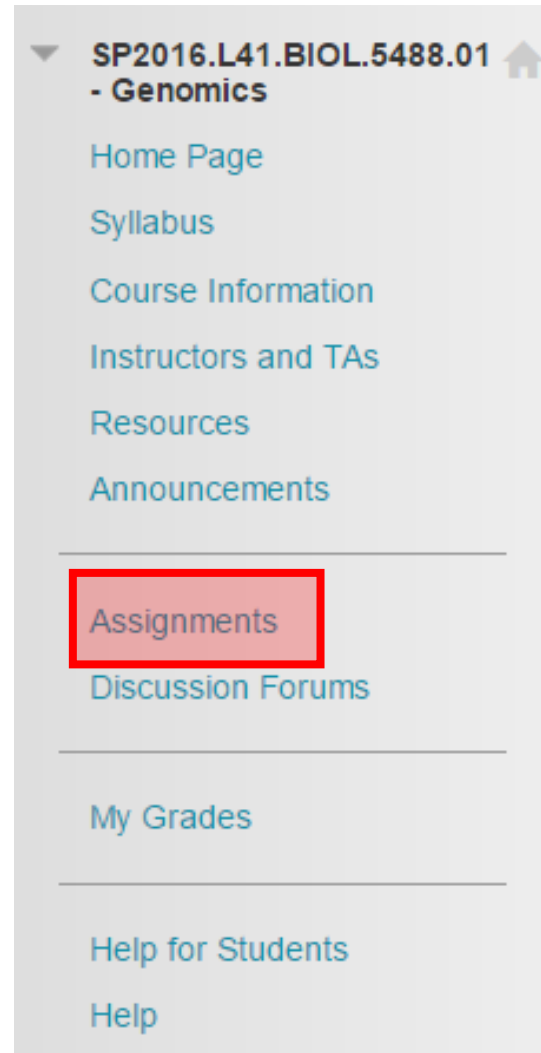 SP2016.L41.BIOL.5488.01
- Genomics
Home Page
Syllabus
Course Information
Instructors and TAs
Resources
Announcements
Assignments
Discussion Forums
My Grades
Help for Students
Help